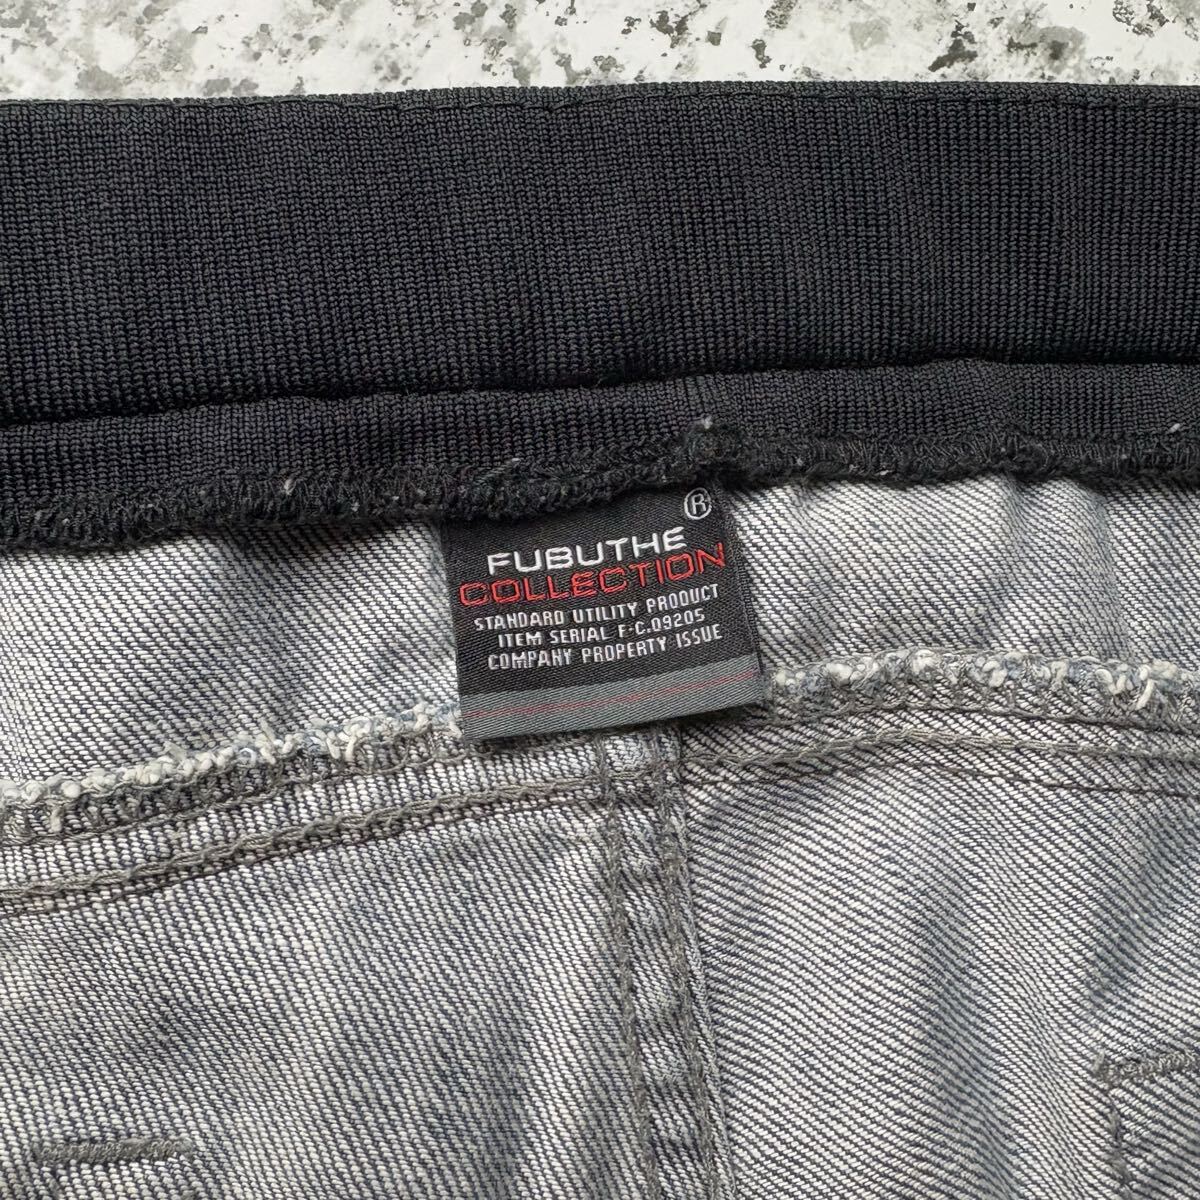 ®
FUBUTHE
COLLECTION
STANDARD UTILITY PRODUCT
ITEM SERIAL F-C.09205
COMPANY PROPERTY ISSUE